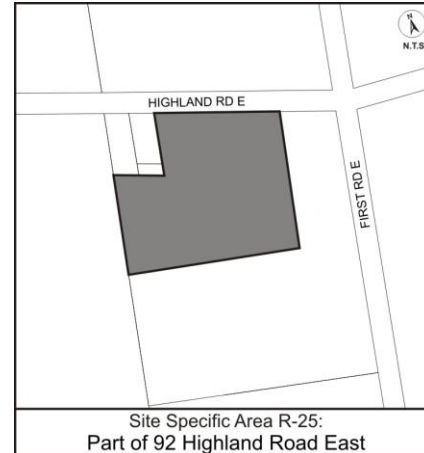 N
N.T.S
HIGHLAND RD E
FIRST RD E
Site Specific Area R-25:
Part of 92 Highland Road East